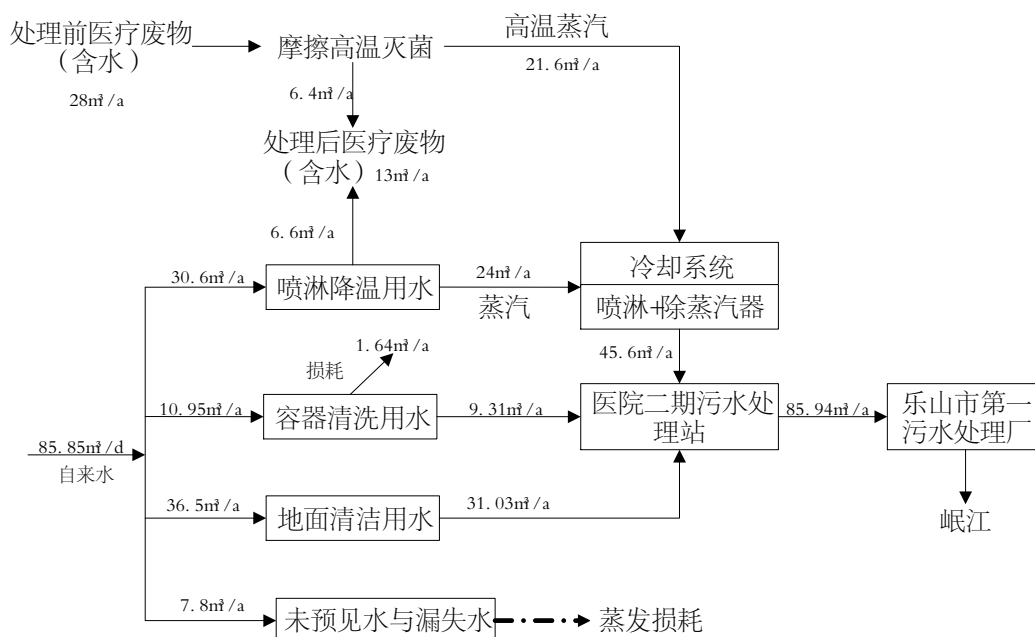 处理前医疗废物
（含水）
28m³/a
摩擦高温灭菌
高温蒸汽
21.6m³/a
6.4m³/a
处理后医疗废物
（含水）
13m³/a
6.6m³/a
30.6m³/a
喷淋降温用水
24m³/a
蒸汽
冷却系统
喷淋+除蒸汽器
45.6m³/a
1.64m³/a
损耗
10.95m³/a
容器清洗用水
9.31m³/a
医院二期污水处
理站
85.94m³/a
乐山市第一
污水处理厂
岷江
85.85m³/d
自来水
36.5m³/a
地面清洁用水
31.03m³/a
7.8m³/a
未预见水与漏失水
蒸发损耗